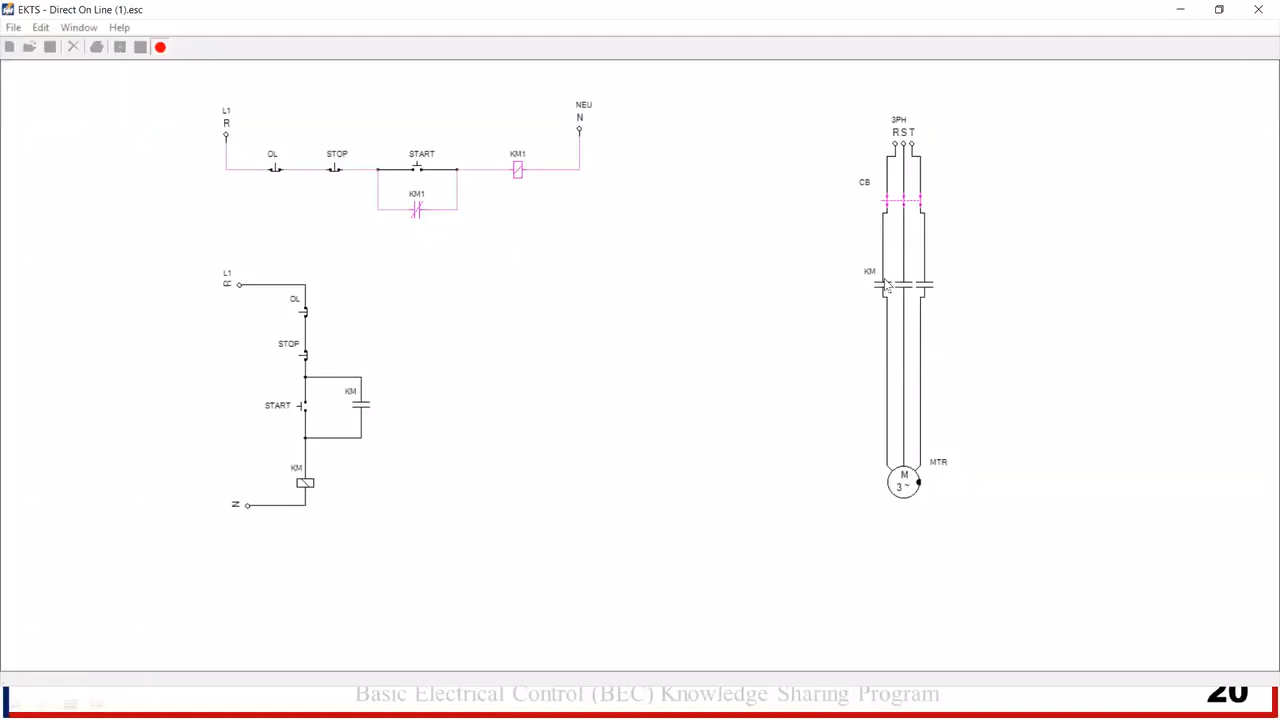 EKTS - Direct On Line (1).esc
File Edit Window Help
L1
R
NEU
N
OL
STOP
START
KM1
KM1
3PH
R S T
CB
KM
L1
R
OL
STOP
START
KM
KM
N
MTR
M
3 ~
Basic Electrical Control (BEC) Knowledge Sharing Program
20